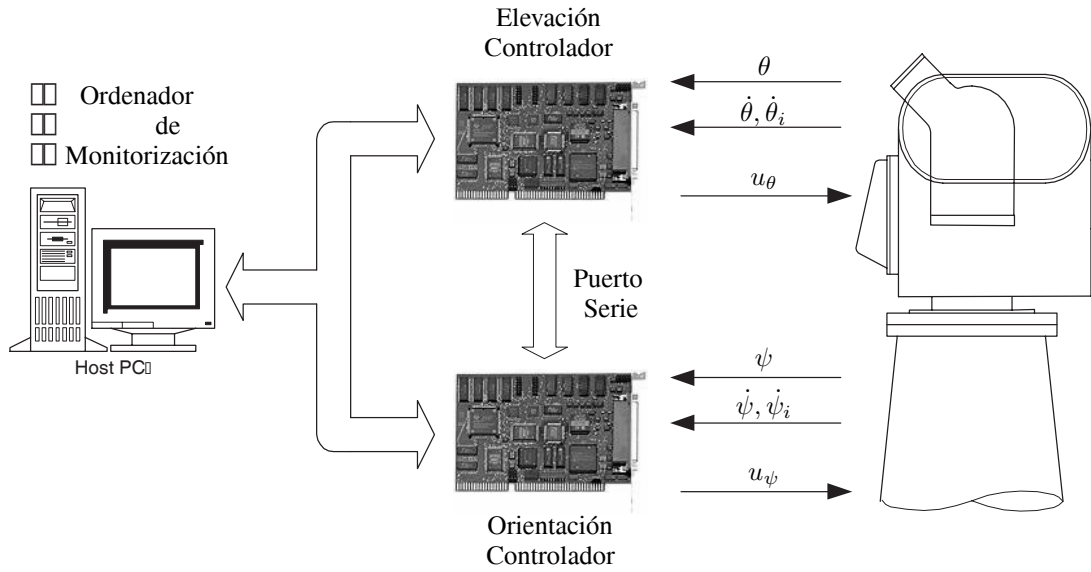 Elevación
Controlador
Ordenador
de
Monitorización
Host PC
Puerto
Serie
Orientación
Controlador
θ
θ̇, θ̇ᵢ
u_θ
ψ
ψ̇, ψ̇ᵢ
u_ψ